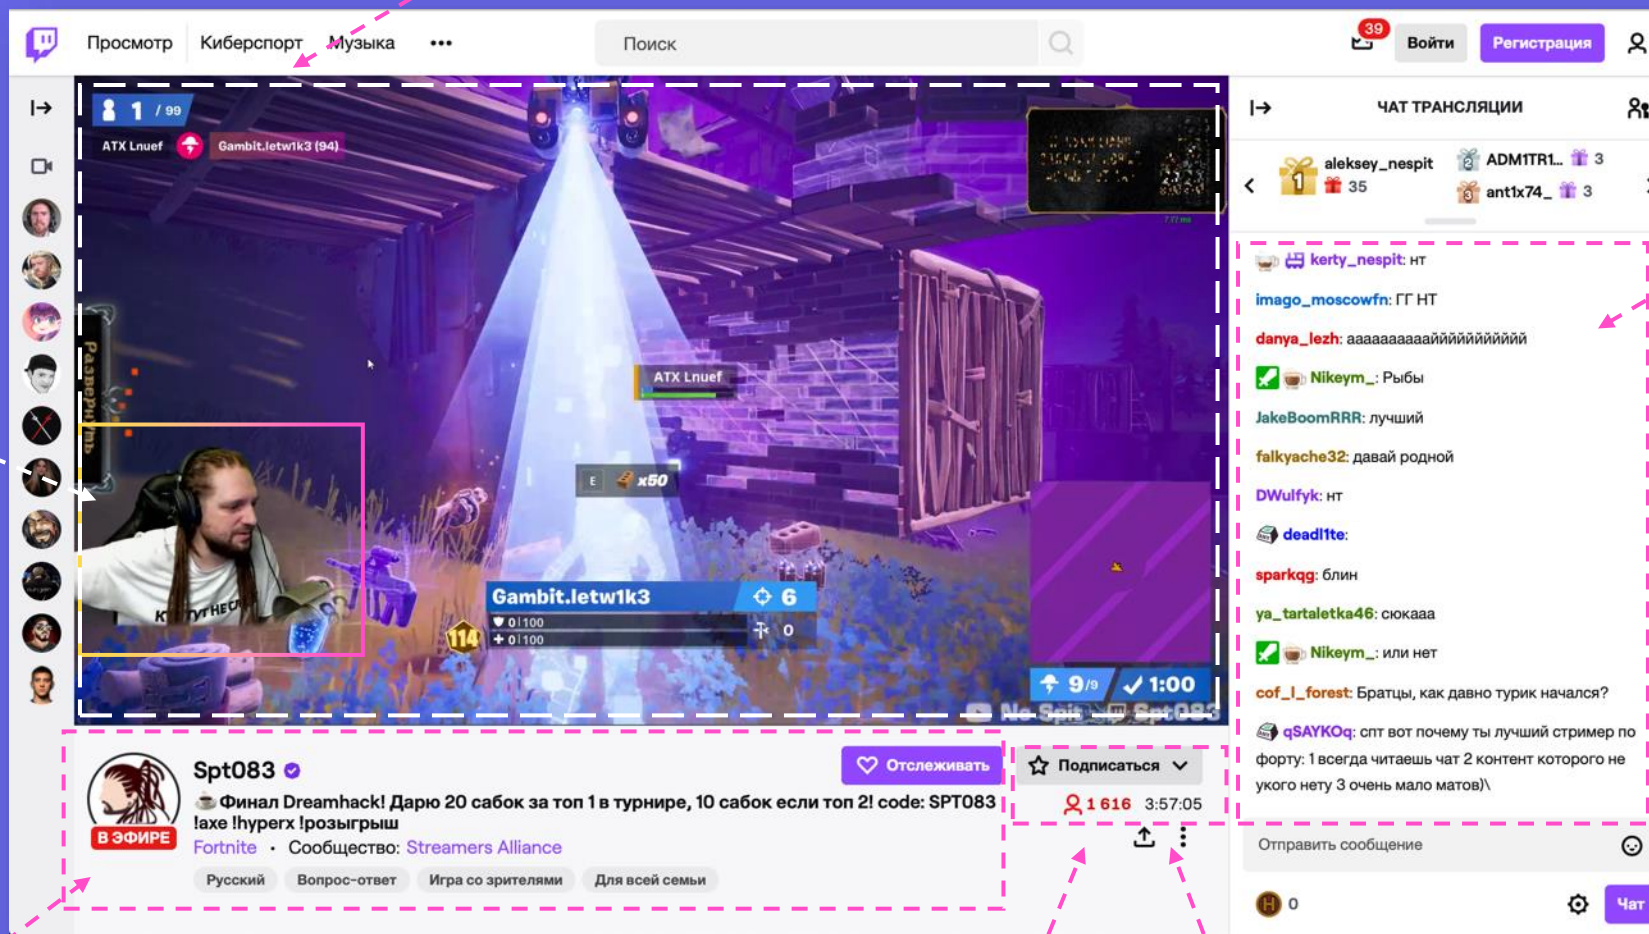 Просмотр Киберспорт Музыка •••
Поиск
39
Войти
Регистрация
1 / 99
ATX Lnuef Gambit.letw1k3 (94)
Развернуть
ATX Lnuef
E x50
Gambit.letw1k3 6
114
0|100
+ 0|100
0
9/9 1:00
No Spit Spt083
Spt083
В ЭФИРЕ
Финал Dreamhack! Дарю 20 сабок за топ 1 в турнире, 10 сабок если топ 2! code: SPT083
!axe !hyperx !розыгрыш
Fortnite • Сообщество: Streamers Alliance
Русский Вопрос-ответ Игра со зрителями Для всей семьи
Отслеживать
Подписаться
1 616 3:57:05
ЧАТ ТРАНСЛЯЦИИ
1 aleksey_nespit
35
2 ADM1TR1... 3
3 ant1x74_ 3
kerty_nespit: нт
imago_moscowfn: ГГ НТ
danya_lezh: аааааааааайййййййййй
Nikeym_: Рыбы
JakeBoomRRR: лучший
falkyache32: давай родной
DWulfyk: нт
deadl1te:
sparkqg: блин
ya_tartaletka46: сюкааа
Nikeym_: или нет
cof_l_forest: Братцы, как давно турик начался?
qSAYKOq: спт вот почему ты лучший стример по
форту: 1 всегда читаешь чат 2 контент которого не
укого нету 3 очень мало матов)\
Отправить сообщение
0
Чат